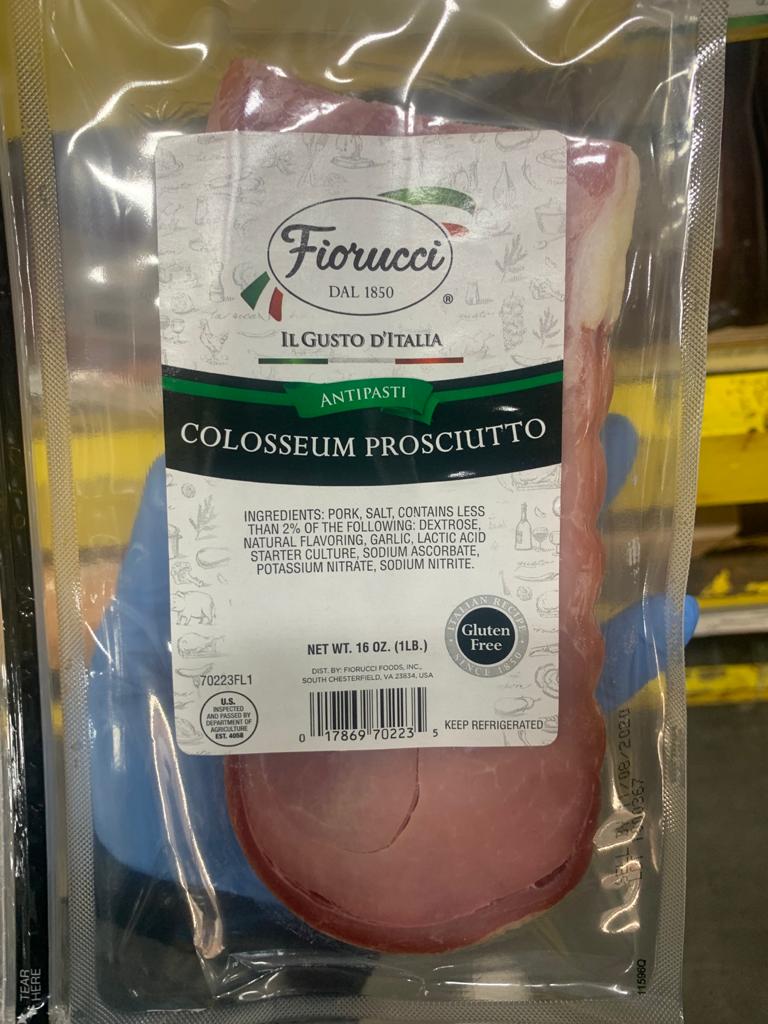 Fiorucci
DAL 1850
®
IL GUSTO D'ITALIA
ANTIPASTI
COLOSSEUM PROSCIUTTO
INGREDIENTS: PORK, SALT, CONTAINS LESS
THAN 2% OF THE FOLLOWING: DEXTROSE,
NATURAL FLAVORING, GARLIC, LACTIC ACID
STARTER CULTURE, SODIUM ASCORBATE,
POTASSIUM NITRATE, SODIUM NITRITE.
ITALIAN RECIPE
Gluten
Free
SINCE 1850
NET WT. 16 OZ. (1LB.)
DIST. BY: FIORUCCI FOODS, INC.,
SOUTH CHESTERFIELD, VA 23834, USA
70223FL1
U.S.
INSPECTED
AND PASSED BY
DEPARTMENT OF
AGRICULTURE
EST. 4058
0 17869 70223 5
KEEP REFRIGERATED
SELL BY
11596Q
TEAR
HERE